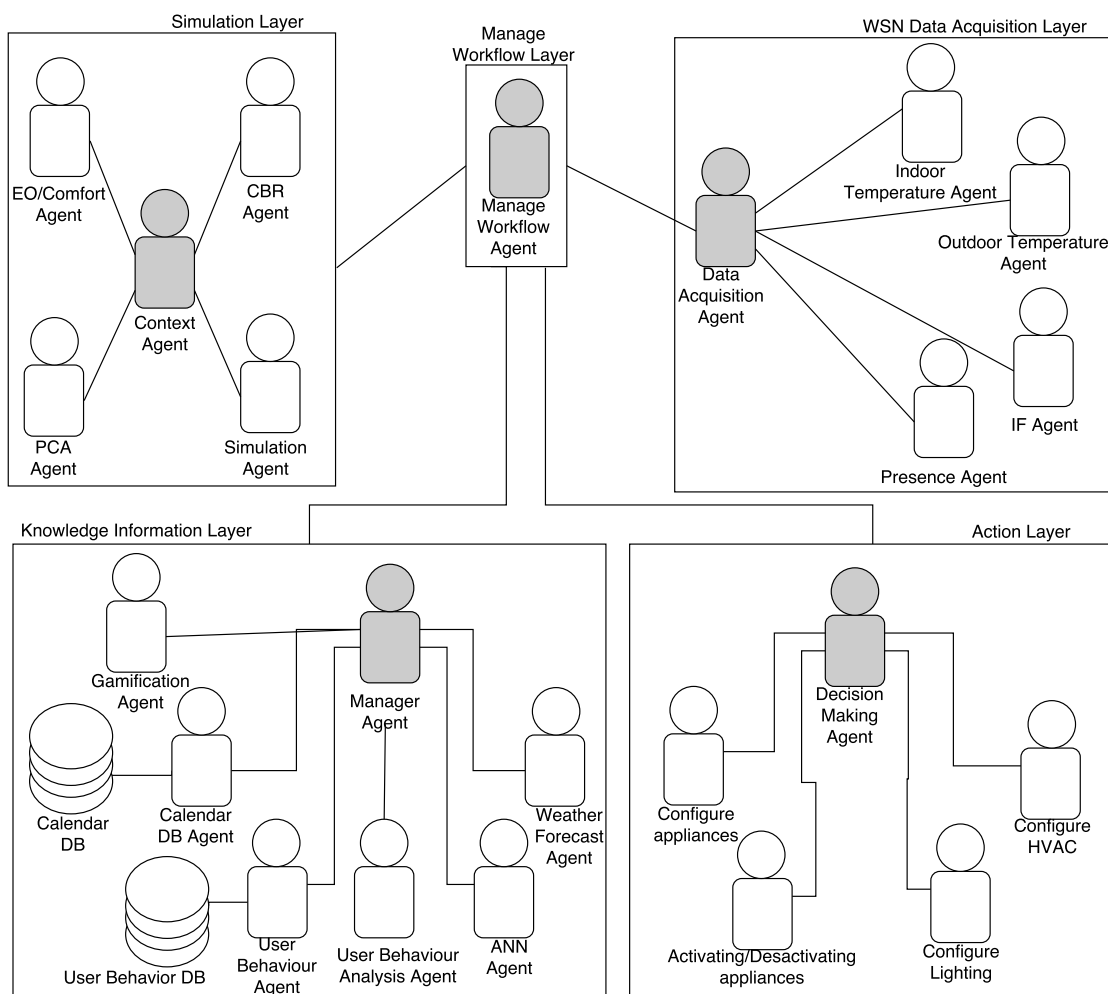 Simulation Layer
Manage
Workflow Layer
WSN Data Acquisition Layer
EO/Comfort
Agent
CBR
Agent
Context
Agent
PCA
Agent
Simulation
Agent
Manage
Workflow
Agent
Indoor
Temperature Agent
Outdoor Temperature
Agent
Data
Acquisition
Agent
IF Agent
Presence Agent
Knowledge Information Layer
Gamification
Agent
Manager
Agent
Calendar
DB
Calendar
DB Agent
Weather
Forecast
Agent
User Behavior DB
User
Behaviour
Agent
User Behaviour
Analysis Agent
ANN
Agent
Action Layer
Decision
Making
Agent
Configure
appliances
Configure
HVAC
Activating/Desactivating
appliances
Configure
Lighting